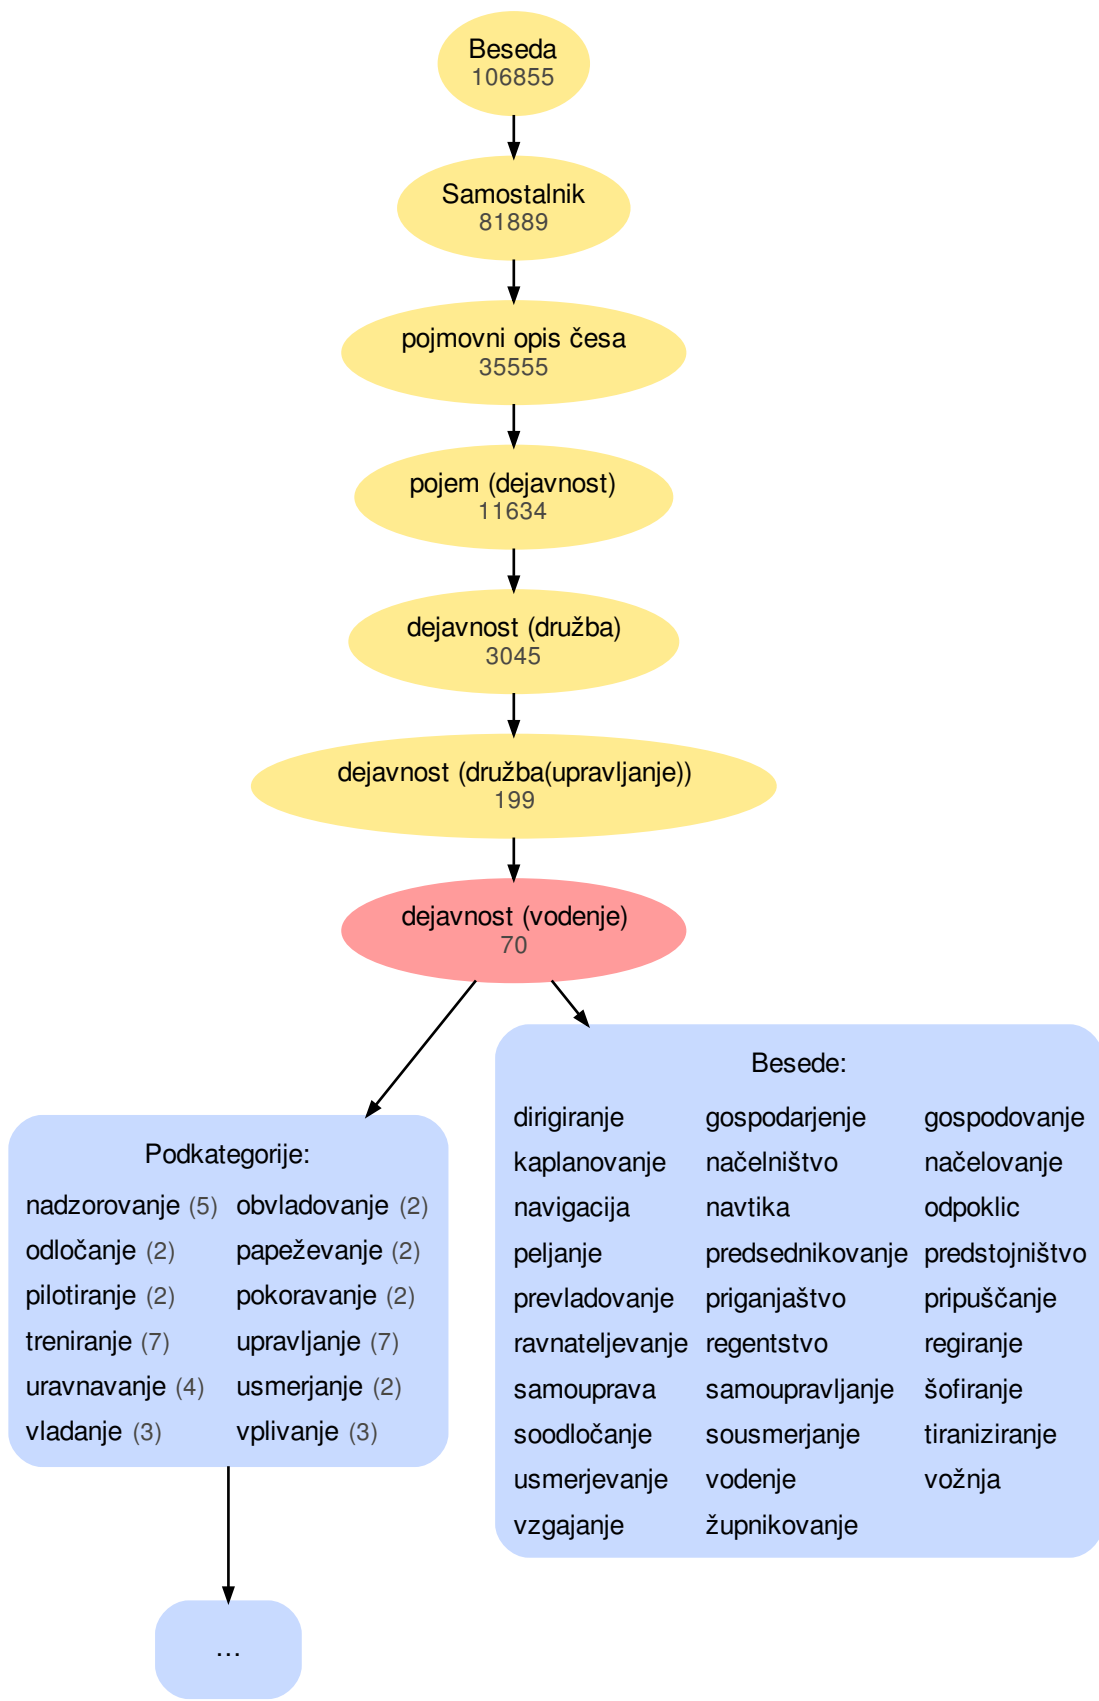 Beseda
106855
Samostalnik
81889
pojmovni opis česa
35555
pojem (dejavnost)
11634
dejavnost (družba)
3045
dejavnost (družba(upravljanje))
199
dejavnost (vodenje)
70
Podkategorije:
nadzorovanje (5) obvladovanje (2)
odločanje (2) papeževanje (2)
pilotiranje (2) pokoravanje (2)
treniranje (7) upravljanje (7)
uravnavanje (4) usmerjanje (2)
vladanje (3) vplivanje (3)
Besede:
dirigiranje gospodarjenje gospodovanje
kaplanovanje načelništvo načelovanje
navigacija navtika odpoklic
peljanje predsednikovanje predstojništvo
prevladovanje priganjaštvo pripuščanje
ravnateljevanje regentstvo regiranje
samouprava samoupravljanje šofiranje
soodločanje sousmerjanje tiraniziranje
usmerjevanje vodenje vožnja
vzgajanje župnikovanje
...